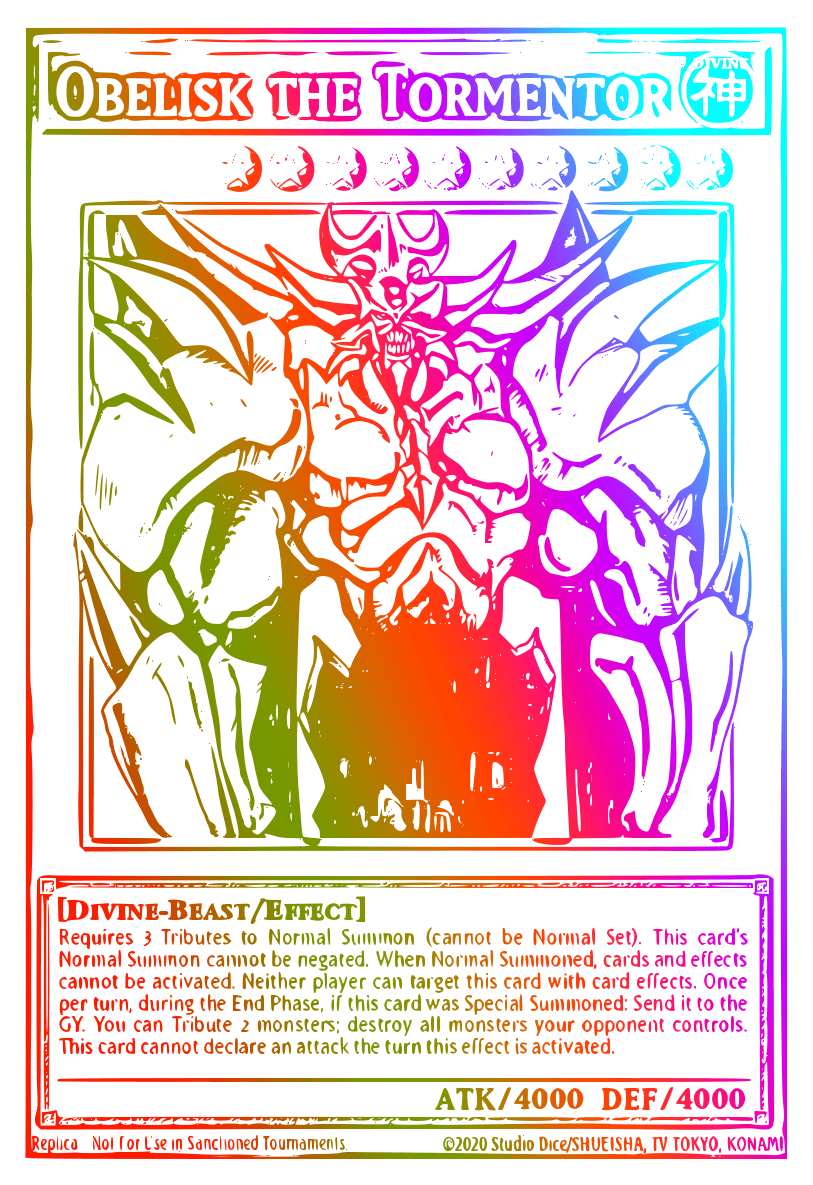 OBELISK THE TORMENTOR
DIVINE
神
[DIVINE-BEAST/EFFECT]
Requires 3 Tributes to Normal Summon (cannot be Normal Set). This card's
Normal Summon cannot be negated. When Normal Summoned, cards and effects
cannot be activated. Neither player can target this card with card effects. Once
per turn, during the End Phase, if this card was Special Summoned: Send it to the
GY. You can Tribute 2 monsters; destroy all monsters your opponent controls.
This card cannot declare an attack the turn this effect is activated.
ATK/4000 DEF/4000
Replica Not For Use in Sanctioned Tournaments.
©2020 Studio Dice/SHUEISHA, TV TOKYO, KONAMI